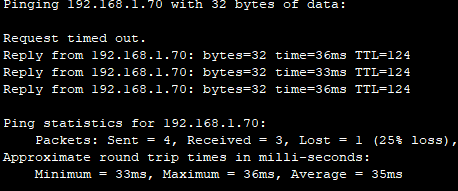 Pinging 192.168.1.70 with 32 bytes of data:
Request timed out.
Reply from 192.168.1.70: bytes=32 time=36ms TTL=124
Reply from 192.168.1.70: bytes=32 time=33ms TTL=124
Reply from 192.168.1.70: bytes=32 time=36ms TTL=124
Ping statistics for 192.168.1.70:
Packets: Sent = 4, Received = 3, Lost = 1 (25% loss),
Approximate round trip times in milli-seconds:
Minimum = 33ms, Maximum = 36ms, Average = 35ms